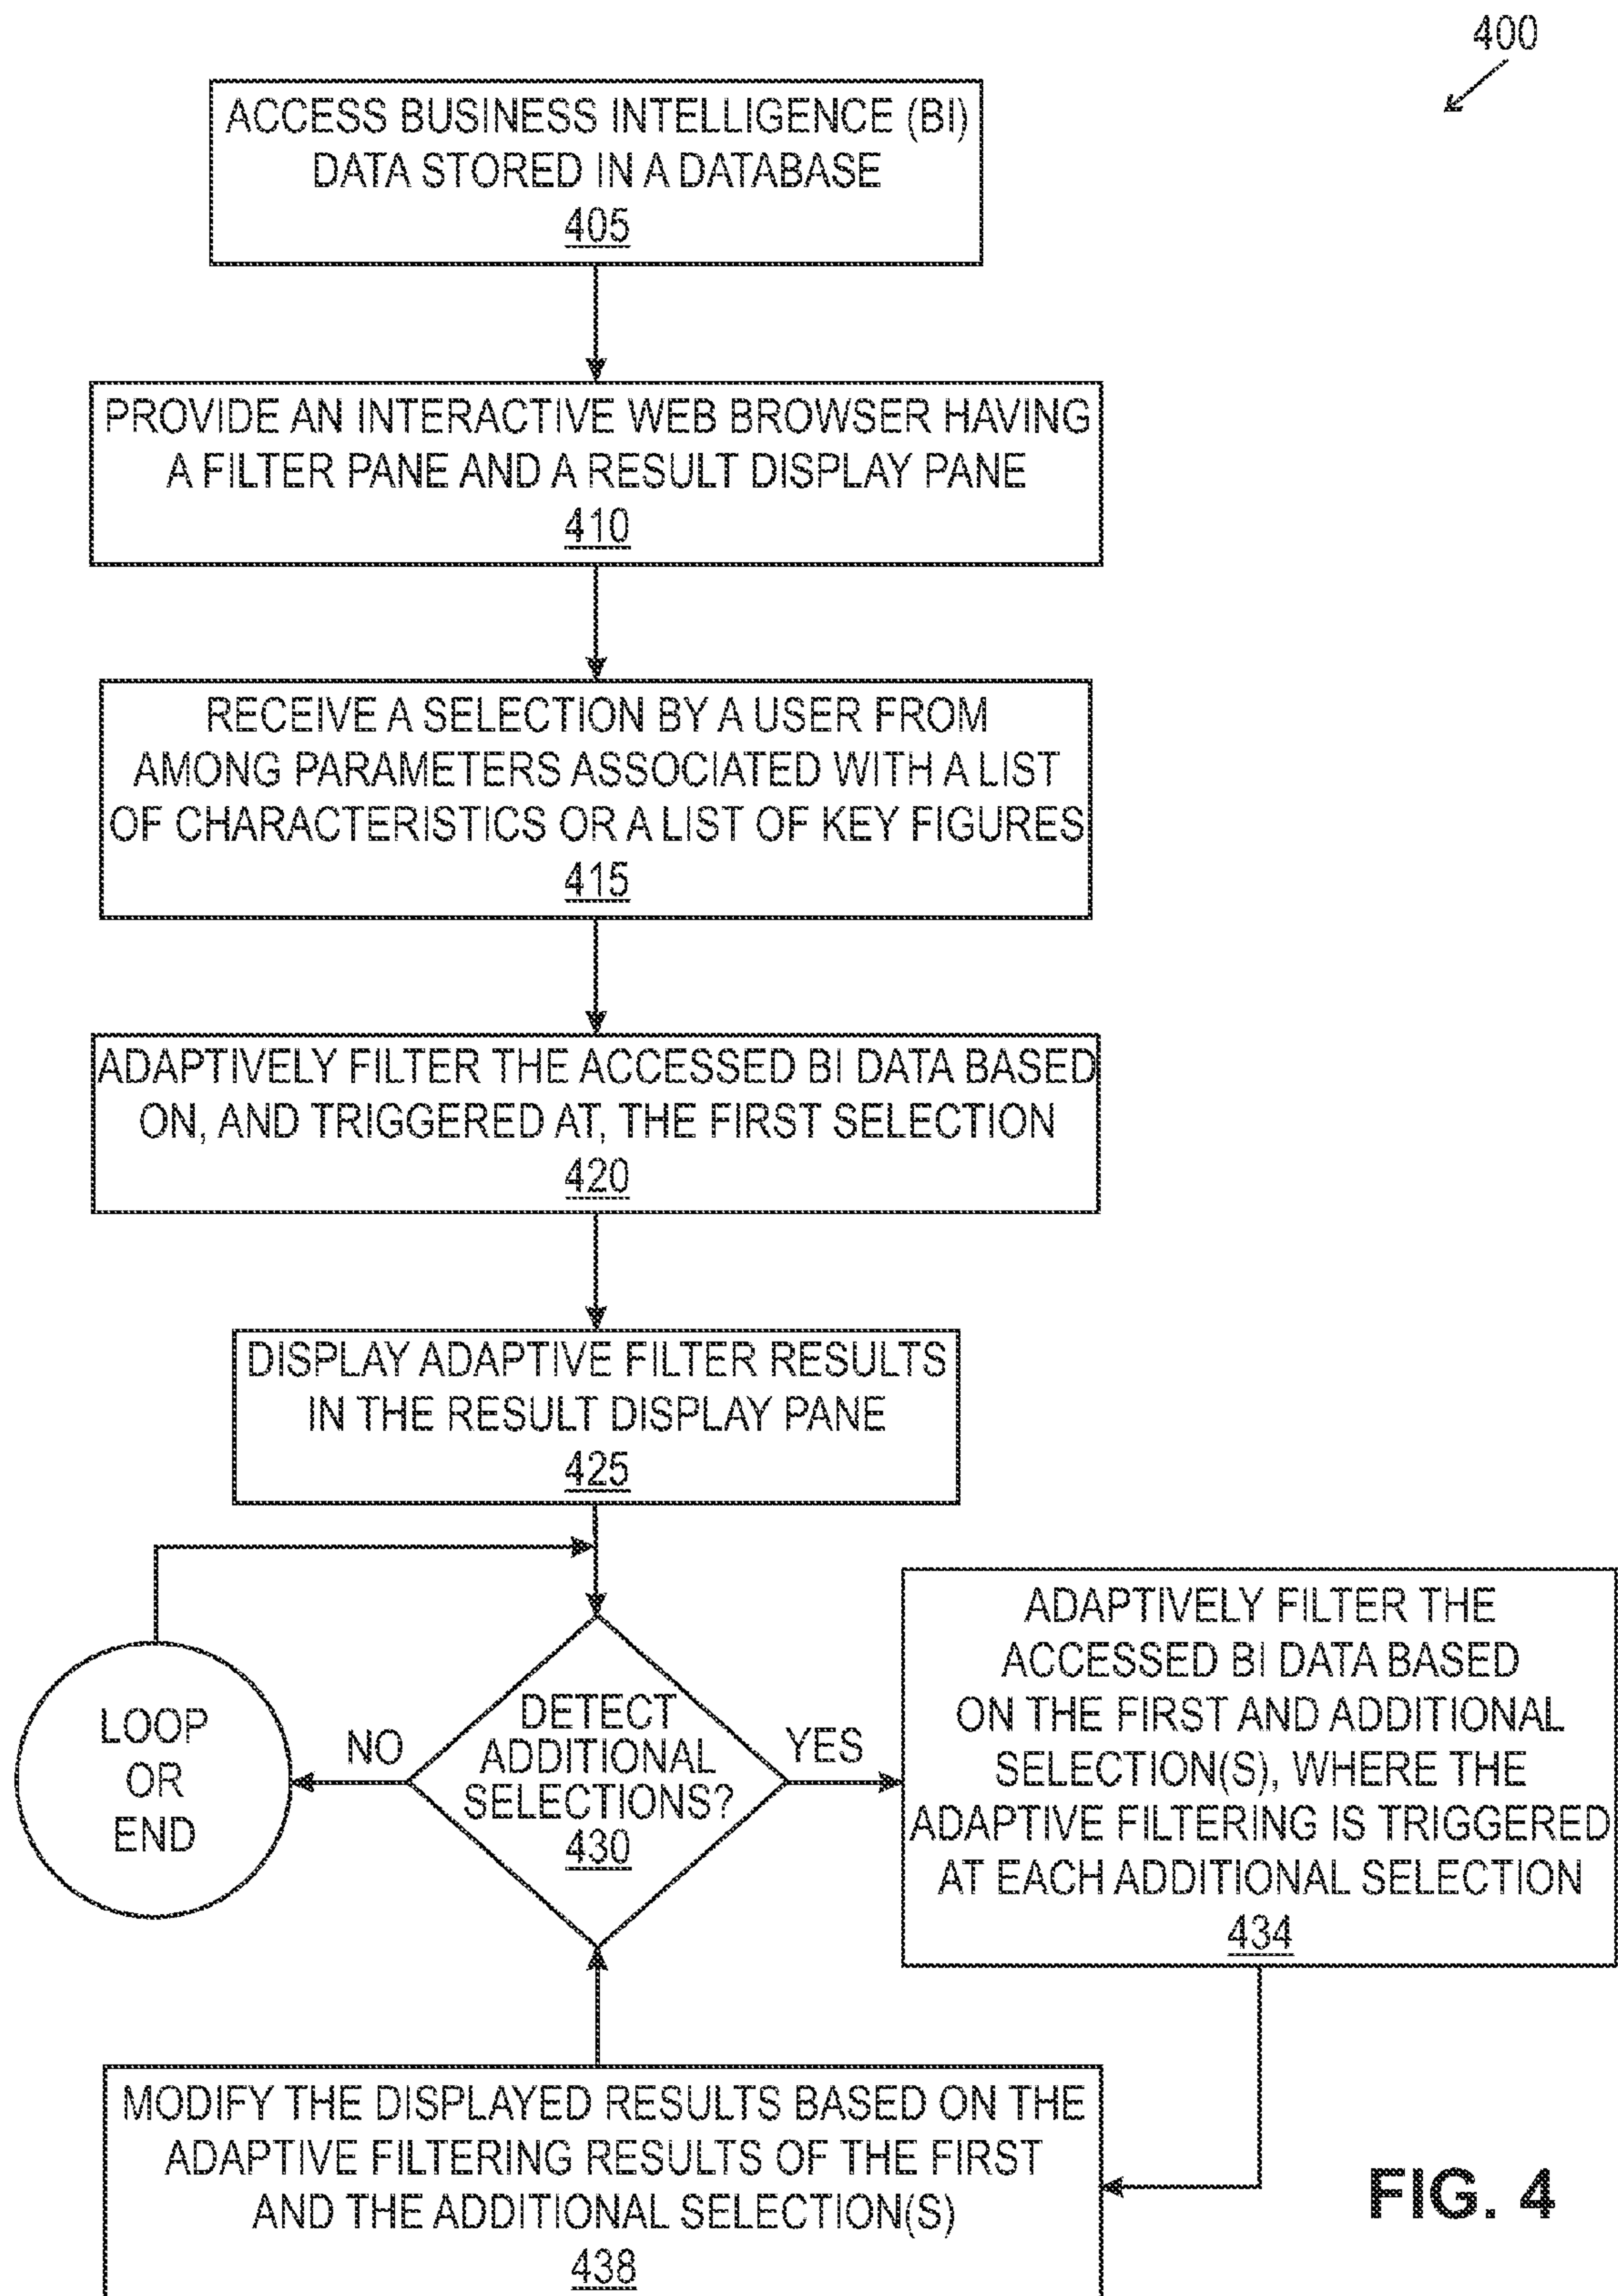 400
ACCESS BUSINESS INTELLIGENCE (BI)
DATA STORED IN A DATABASE
405
PROVIDE AN INTERACTIVE WEB BROWSER HAVING
A FILTER PANE AND A RESULT DISPLAY PANE
410
RECEIVE A SELECTION BY A USER FROM
AMONG PARAMETERS ASSOCIATED WITH A LIST
OF CHARACTERISTICS OR A LIST OF KEY FIGURES
415
ADAPTIVELY FILTER THE ACCESSED BI DATA BASED
ON, AND TRIGGERED AT, THE FIRST SELECTION
420
DISPLAY ADAPTIVE FILTER RESULTS
IN THE RESULT DISPLAY PANE
425
LOOP
OR
END
NO
DETECT
ADDITIONAL
SELECTIONS?
430
YES
ADAPTIVELY FILTER THE
ACCESSED BI DATA BASED
ON THE FIRST AND ADDITIONAL
SELECTION(S), WHERE THE
ADAPTIVE FILTERING IS TRIGGERED
AT EACH ADDITIONAL SELECTION
434
MODIFY THE DISPLAYED RESULTS BASED ON THE
ADAPTIVE FILTERING RESULTS OF THE FIRST
AND THE ADDITIONAL SELECTION(S)
438
FIG. 4